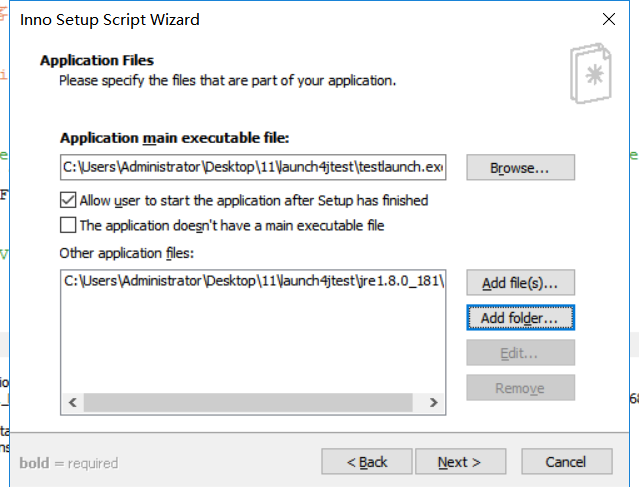 Inno Setup Script Wizard
Application Files
Please specify the files that are part of your application.
Application main executable file:
C:\Users\Administrator\Desktop\11\launch4jtest\testlaunch.exe
Browse...
Allow user to start the application after Setup has finished
The application doesn't have a main executable file
Other application files:
C:\Users\Administrator\Desktop\11\launch4jtest\jre1.8.0_181\
Add file(s)...
Add folder...
Edit...
Remove
bold = required
< Back
Next >
Cancel